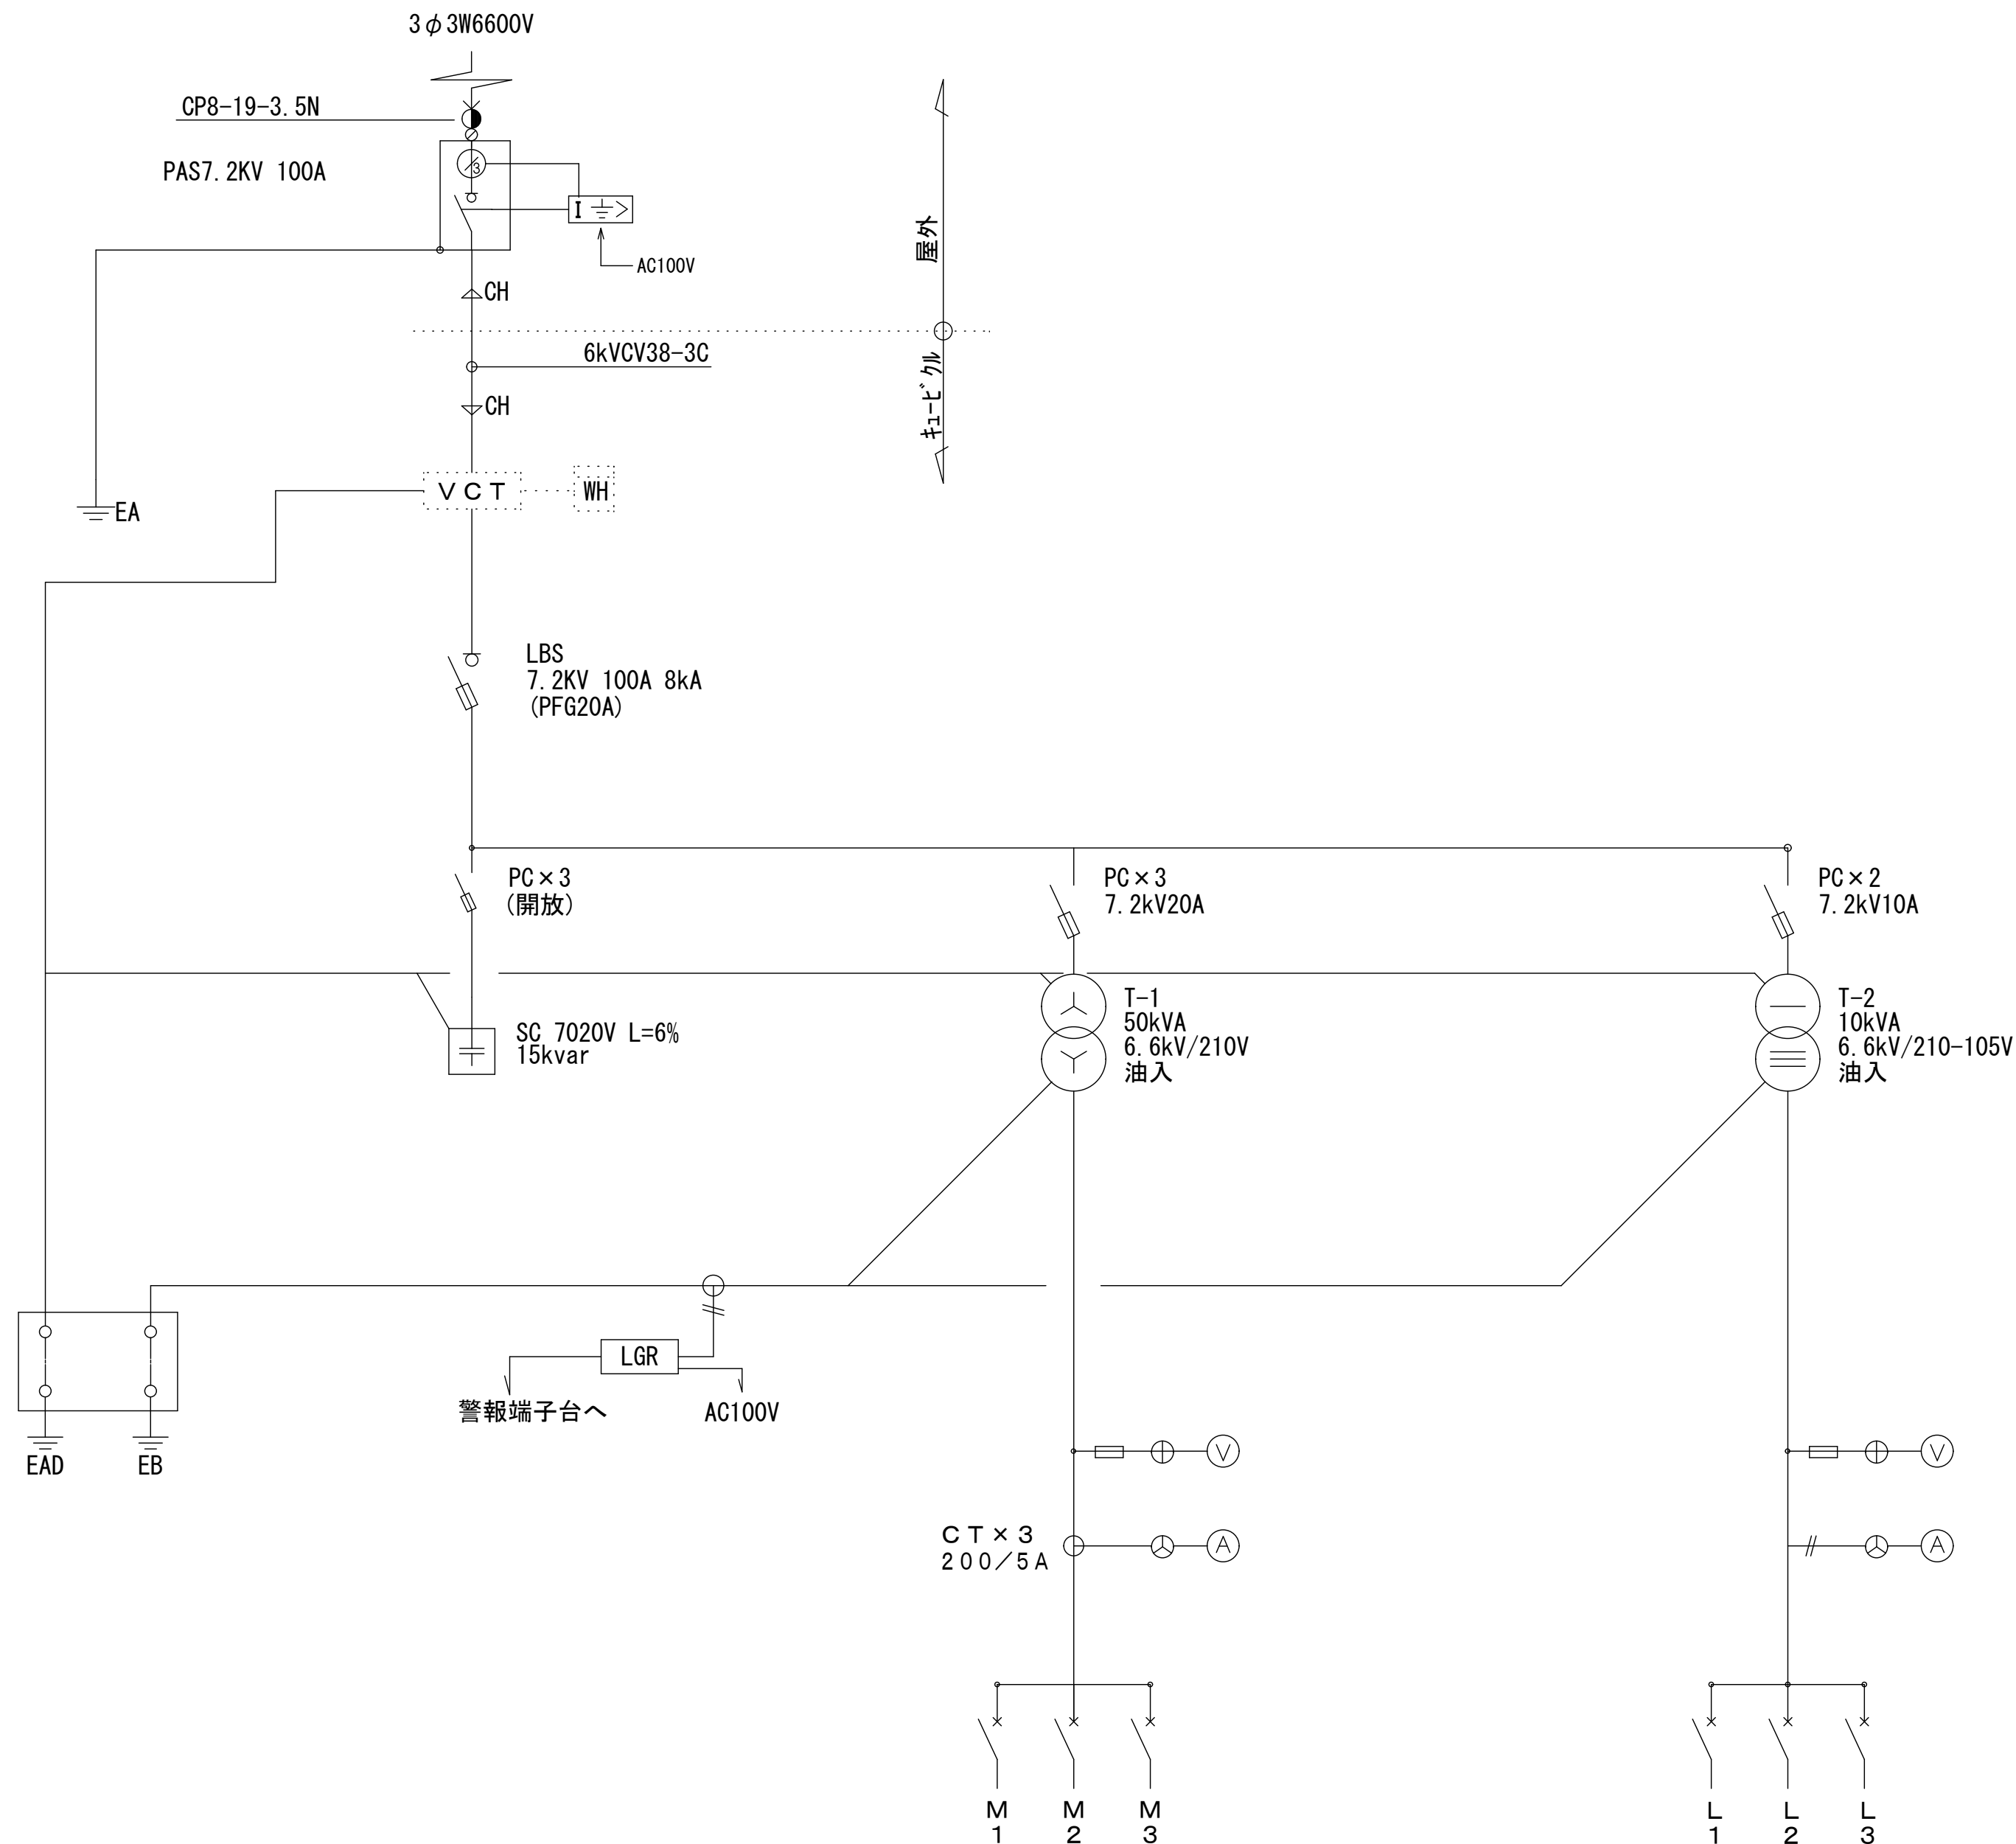 3φ3W6600V
CP8-19-3.5N
PAS7.2KV 100A
3
I
AC100V
屋外
CH
6kVCV38-3C
キュービクル
CH
VCT
WH
EA
LBS
7.2KV 100A 8kA
(PFG20A)
PC×3
(開放)
PC×3
7.2kV20A
PC×2
7.2kV10A
SC 7020V L=6%
15kvar
T-1
50kVA
6.6kV/210V
油入
T-2
10kVA
6.6kV/210-105V
油入
LGR
警報端子台へ
AC100V
EAD
EB
V
V
CT×3
200/5A
A
A
M
1
M
2
M
3
L
1
L
2
L
3